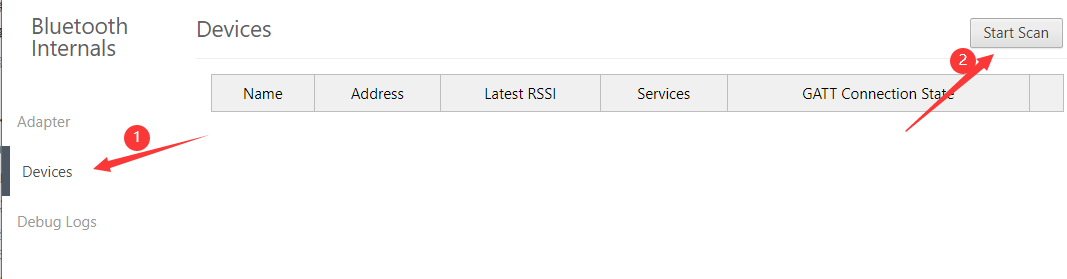 Bluetooth
Internals
Devices
Start Scan
2
Name Address Latest RSSI Services GATT Connection State
Adapter
1
Devices
Debug Logs